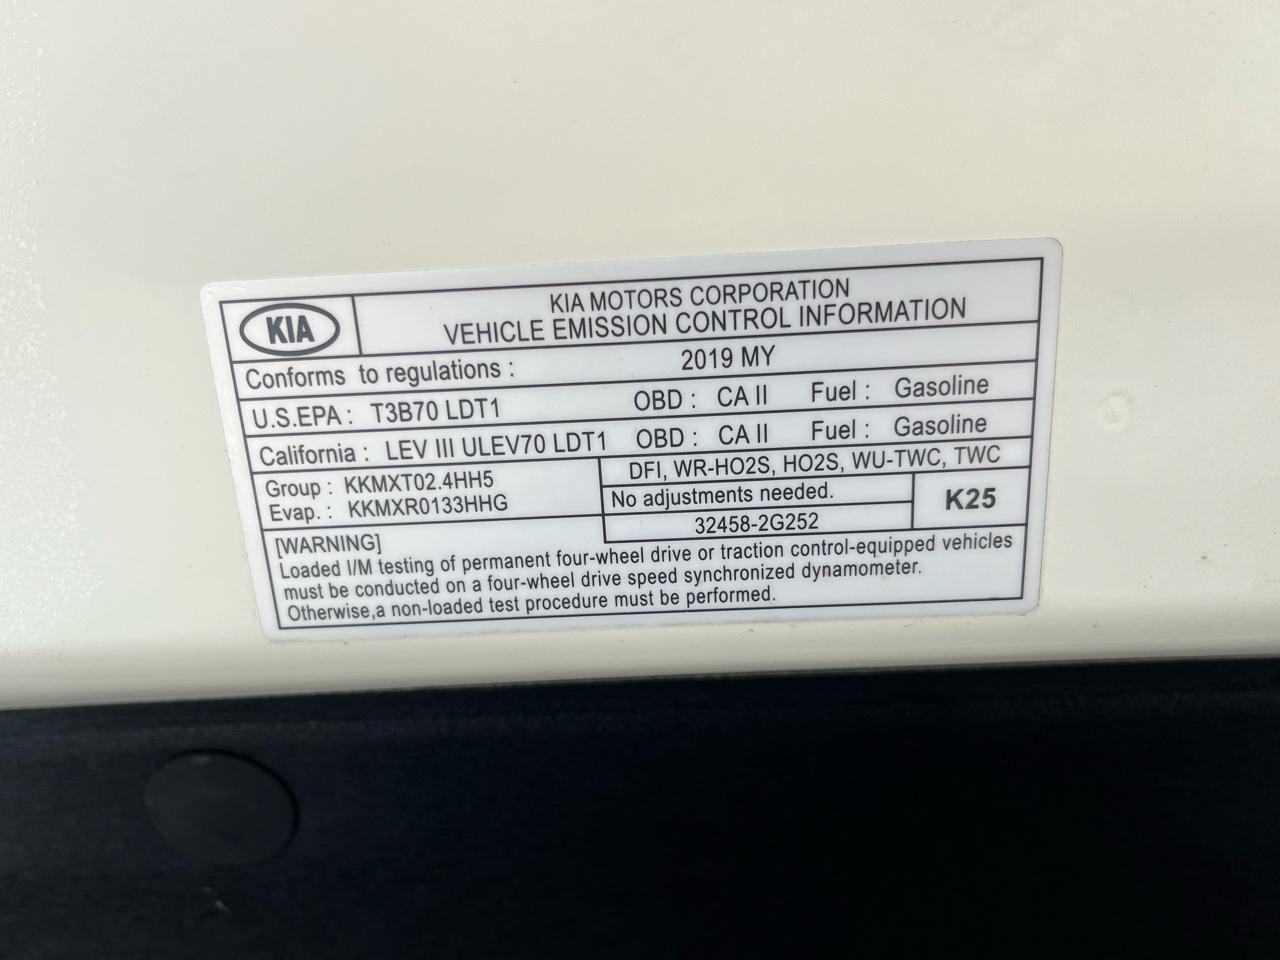 KIA
KIA MOTORS CORPORATION
VEHICLE EMISSION CONTROL INFORMATION
Conforms to regulations : 2019 MY
U.S.EPA : T3B70 LDT1 OBD : CA II Fuel : Gasoline
California : LEV III ULEV70 LDT1 OBD : CA II Fuel : Gasoline
Group : KKMXT02.4HH5
Evap. : KKMXR0133HHG
DFI, WR-HO2S, HO2S, WU-TWC, TWC
No adjustments needed.
32458-2G252
K25
[WARNING]
Loaded I/M testing of permanent four-wheel drive or traction control-equipped vehicles
must be conducted on a four-wheel drive speed synchronized dynamometer.
Otherwise,a non-loaded test procedure must be performed.